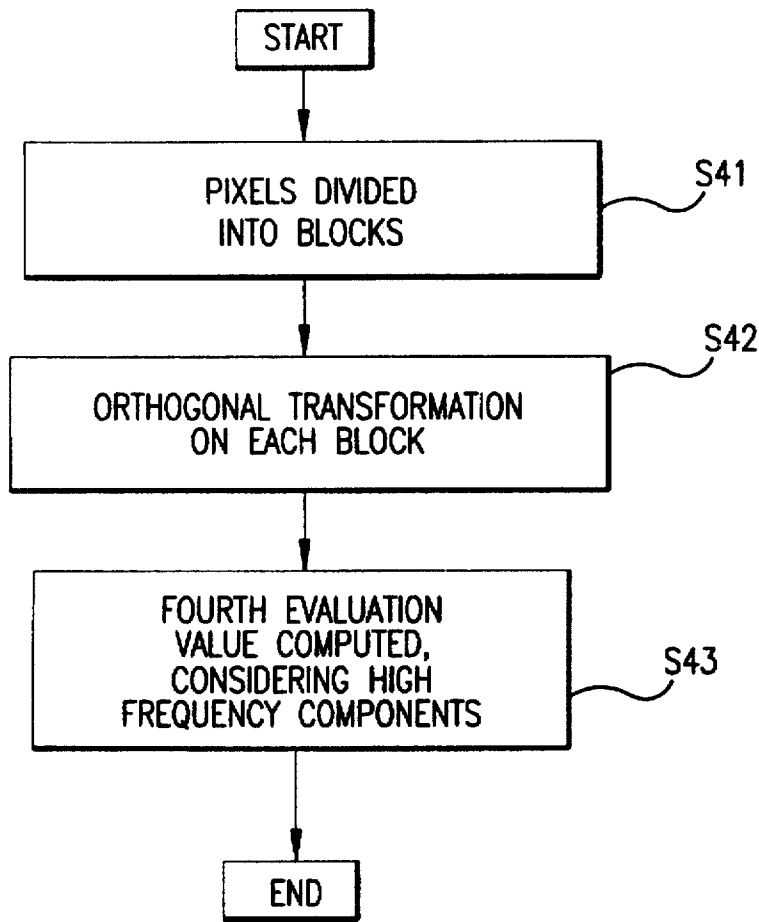 START
PIXELS DIVIDED
INTO BLOCKS
S41
ORTHOGONAL TRANSFORMATION
ON EACH BLOCK
S42
FOURTH EVALUATION
VALUE COMPUTED,
CONSIDERING HIGH
FREQUENCY COMPONENTS
S43
END